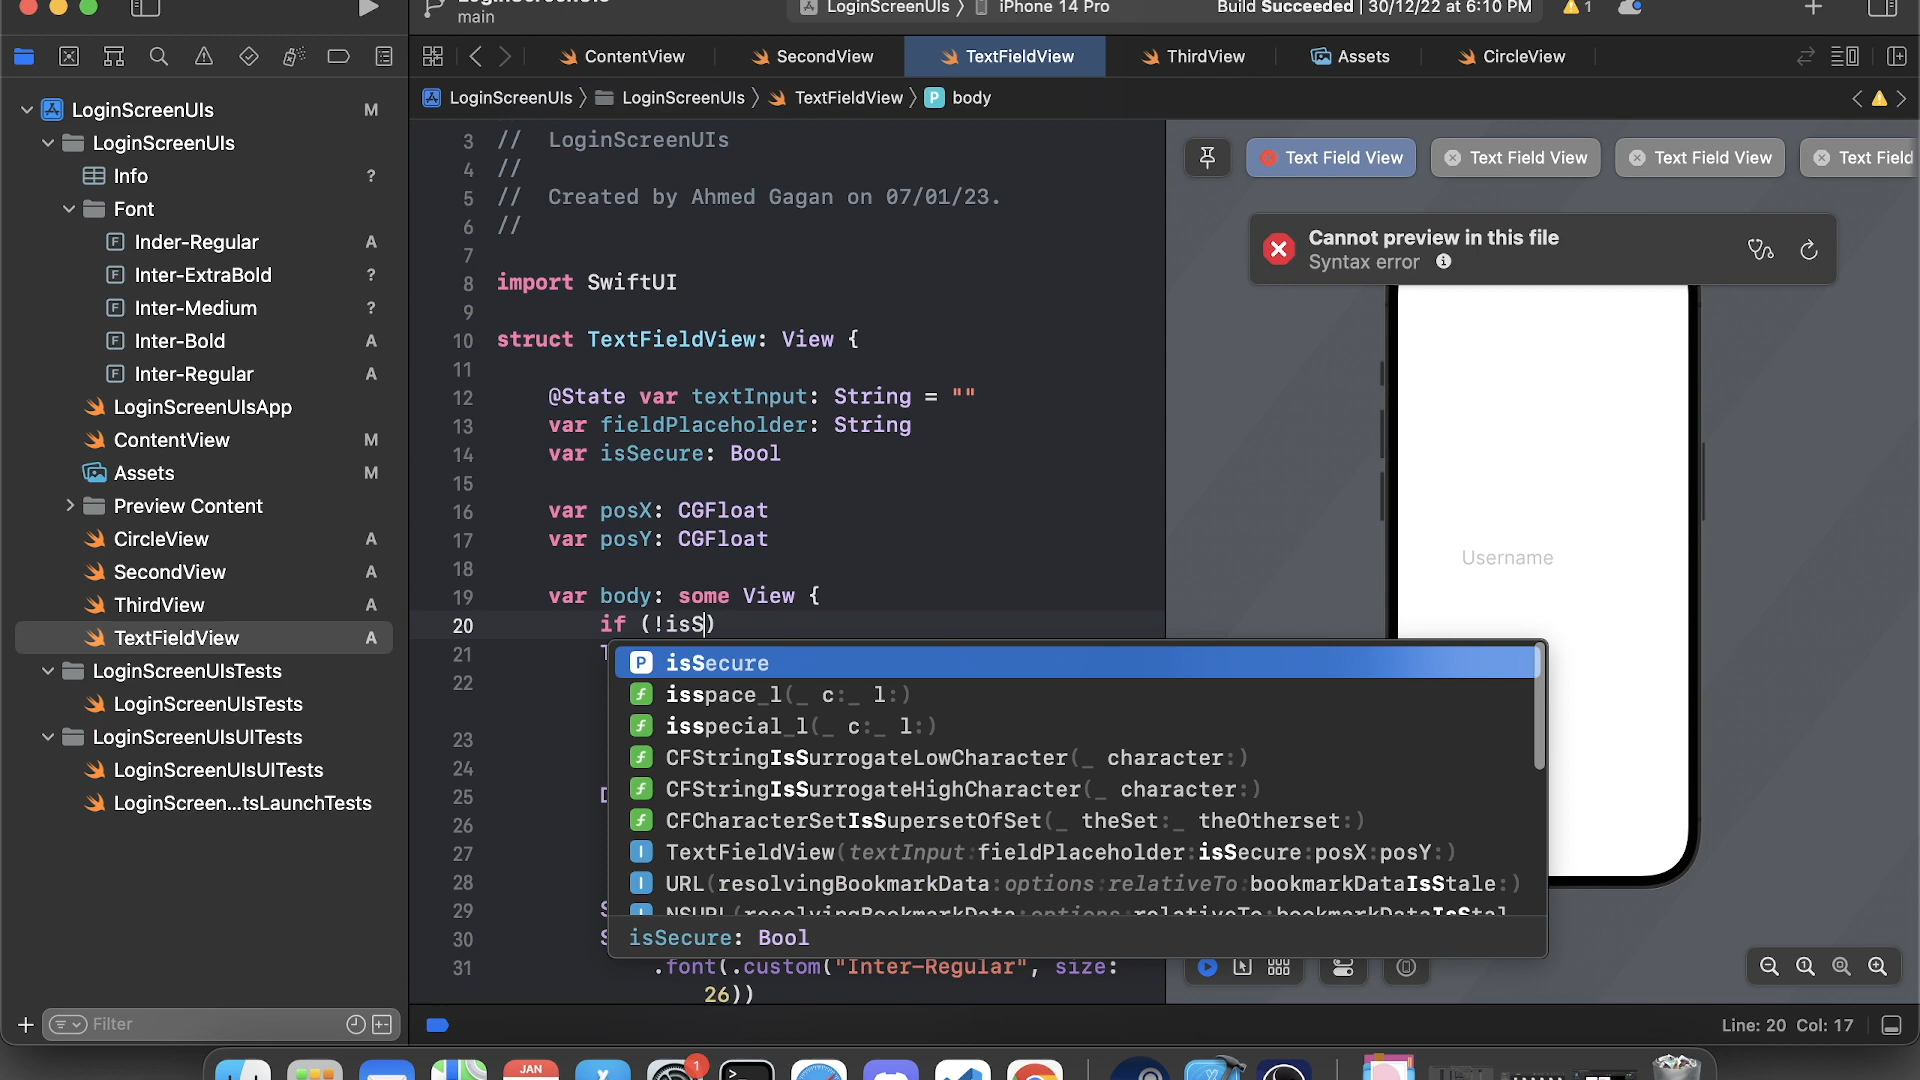 main
LoginScreenUIs 〉 iPhone 14 Pro
Build Succeeded | 30/12/22 at 6:10 PM
1
ContentView
SecondView
TextFieldView
ThirdView
Assets
CircleView
LoginScreenUIs 〉 LoginScreenUIs 〉 TextFieldView 〉 P body
LoginScreenUIs M
LoginScreenUIs
Info ?
Font
Inder-Regular A
Inter-ExtraBold ?
Inter-Medium ?
Inter-Bold A
Inter-Regular A
LoginScreenUIsApp
ContentView M
Assets M
Preview Content
CircleView A
SecondView A
ThirdView A
TextFieldView A
LoginScreenUIsTests
LoginScreenUIsTests
LoginScreenUIsUITests
LoginScreenUIsUITests
LoginScreen...tsLaunchTests
Filter
3 // LoginScreenUIs
4 //
5 // Created by Ahmed Gagan on 07/01/23.
6 //
7
8 import SwiftUI
9
10 struct TextFieldView: View {
11
12 @State var textInput: String = ""
13 var fieldPlaceholder: String
14 var isSecure: Bool
15
16 var posX: CGFloat
17 var posY: CGFloat
18
19 var body: some View {
20 if (!isS)
21
22
23
24
25
26
27
28
29
30
31 .font(.custom("Inter-Regular", size:
26))
P isSecure
f isspace_l(_ c:_ l:)
f isspecial_l(_ c:_ l:)
f CFStringIsSurrogateLowCharacter(_ character:)
f CFStringIsSurrogateHighCharacter(_ character:)
f CFCharacterSetIsSupersetOfSet(_ theSet:_ theOtherset:)
I TextFieldView(textInput:fieldPlaceholder:isSecure:posX:posY:)
I URL(resolvingBookmarkData:options:relativeTo:bookmarkDataIsStale:)
isSecure: Bool
Text Field View
Text Field View
Text Field View
Text Field
Cannot preview in this file
Syntax error
Username
Line: 20 Col: 17
JAN
1